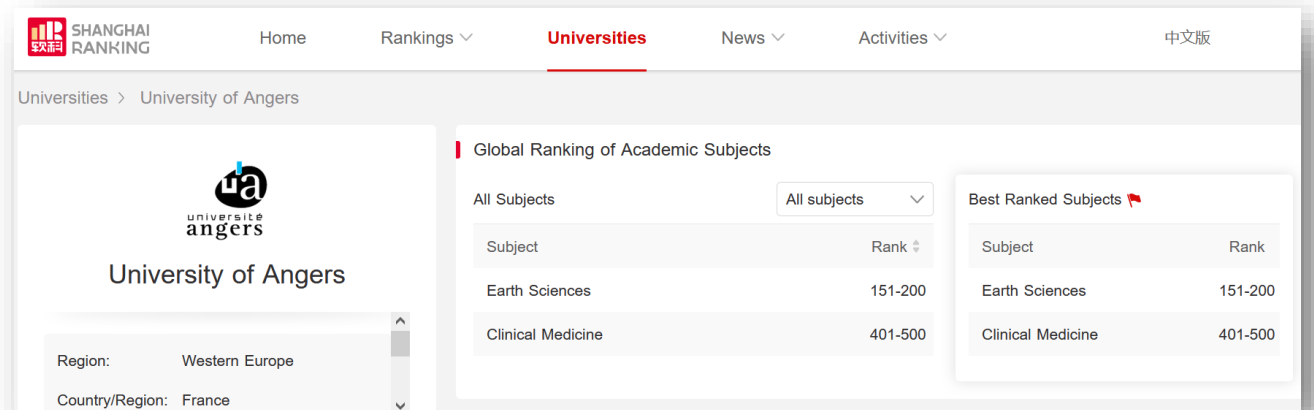 软科
SHANGHAI
RANKING
Home
Rankings
Universities
News
Activities
中文版
Universities > University of Angers
ua
université
angers
University of Angers
Region: Western Europe
Country/Region: France
Global Ranking of Academic Subjects
All Subjects
All subjects
Subject Rank
Earth Sciences 151-200
Clinical Medicine 401-500
Best Ranked Subjects
Subject Rank
Earth Sciences 151-200
Clinical Medicine 401-500